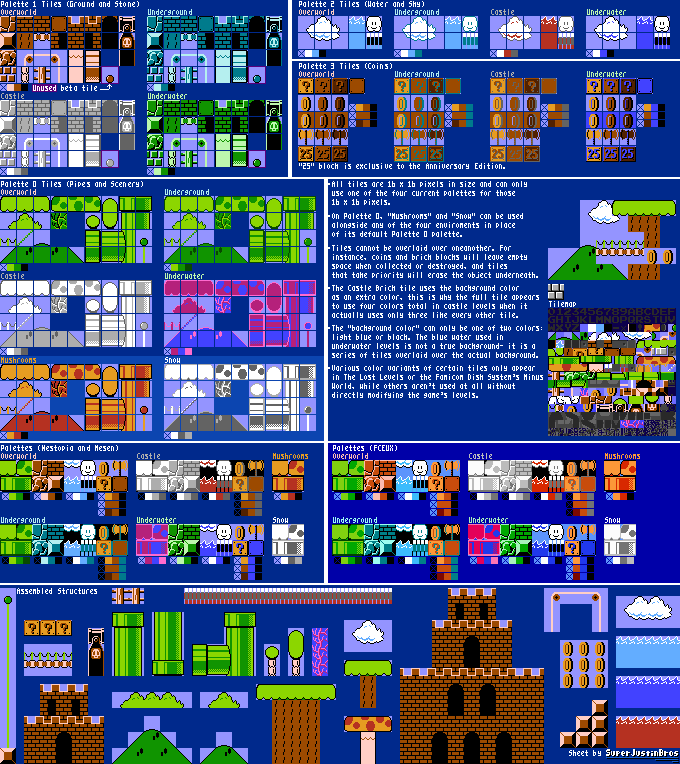 Palette 1 Tiles (Ground and Stone)
Overworld
Underground
Unused beta tile
Castle
Underwater
Palette 2 Tiles (Water and Sky)
Overworld
Underground
Castle
Underwater
Palette 3 Tiles (Coins)
Overworld
Underground
Castle
Underwater
"25" block is exclusive to the Anniversary Edition.
Palette 0 Tiles (Pipes and Scenery)
Overworld
Underground
Castle
Underwater
Mushrooms
Snow
•All tiles are 16 x 16 pixels in size and can only
use one of the four current palettes for those
16 x 16 pixels.
•On Palette 0, "Mushrooms" and "Snow" can be used
alongside any of the four enviroments in place
of its default Palette 0 palette.
•Tiles cannot be overlaid over oneanother. For
instance, coins and brick blocks will leave empty
space when collected or destroyed, and tiles
that take priority will erase the object underneath.
•The Castle Brick tile uses the background color
as an extra color, this is why the full tile appears
to use four colors total in castle levels when it
actually uses only three like every other tile.
•The "background color" can only be one of two colors:
light blue or black. The blue water used in
underwater levels is not a true background- it is a
series of tiles overlaid over the actual background.
•Various color variants of certain tiles only appear
in The Lost Levels or the Famicom Disk System's Minus
World, while others aren't used at all without
directly modifying the game's levels.
Tilemap
Palettes (Nestopia and Mesen)
Overworld
Castle
Mushrooms
Underground
Underwater
Snow
Palettes (FCEUX)
Overworld
Castle
Mushrooms
Underground
Underwater
Snow
Assembled Structures
Sheet by SuperJustinBros